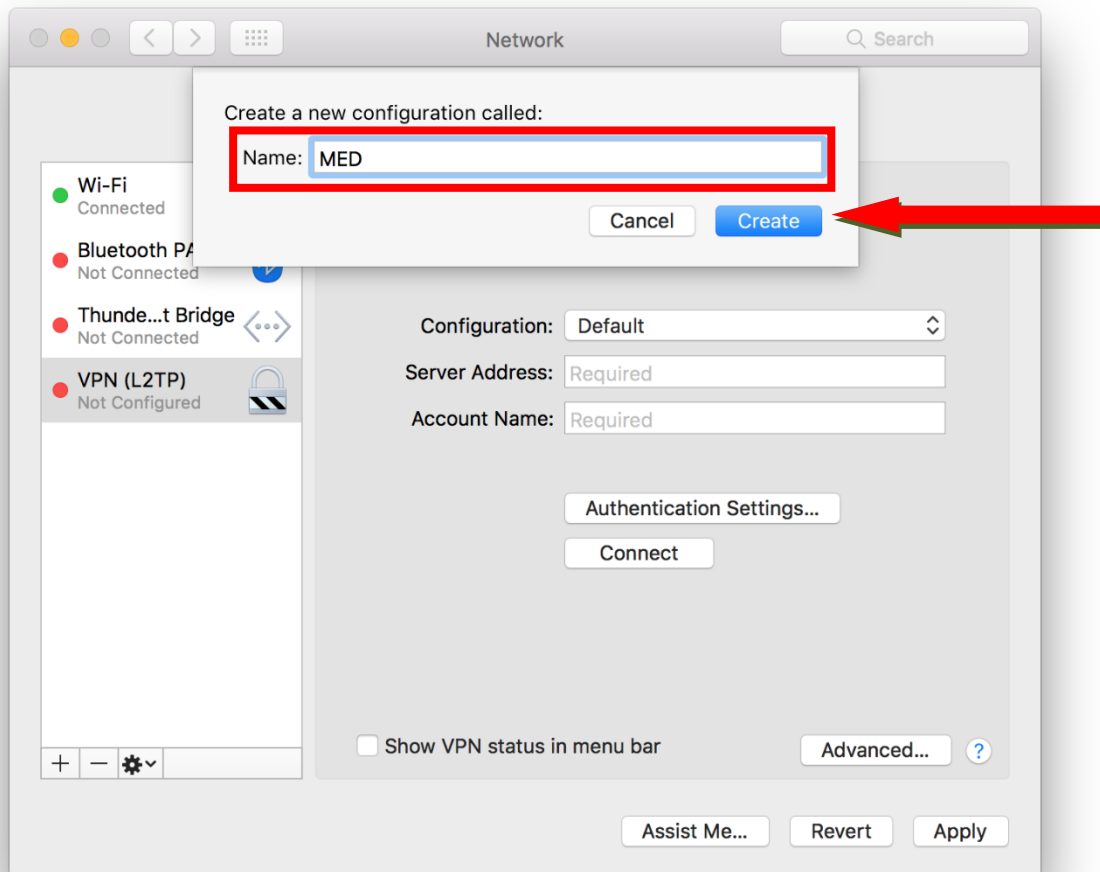 Network
Search
Create a new configuration called:
Name: MED
Cancel
Create
Wi-Fi
Connected
Bluetooth PA
Not Connected
Thunde...t Bridge
Not Connected
VPN (L2TP)
Not Configured
Configuration: Default
Server Address: Required
Account Name: Required
Authentication Settings...
Connect
Show VPN status in menu bar
Advanced...
?
Assist Me...
Revert
Apply